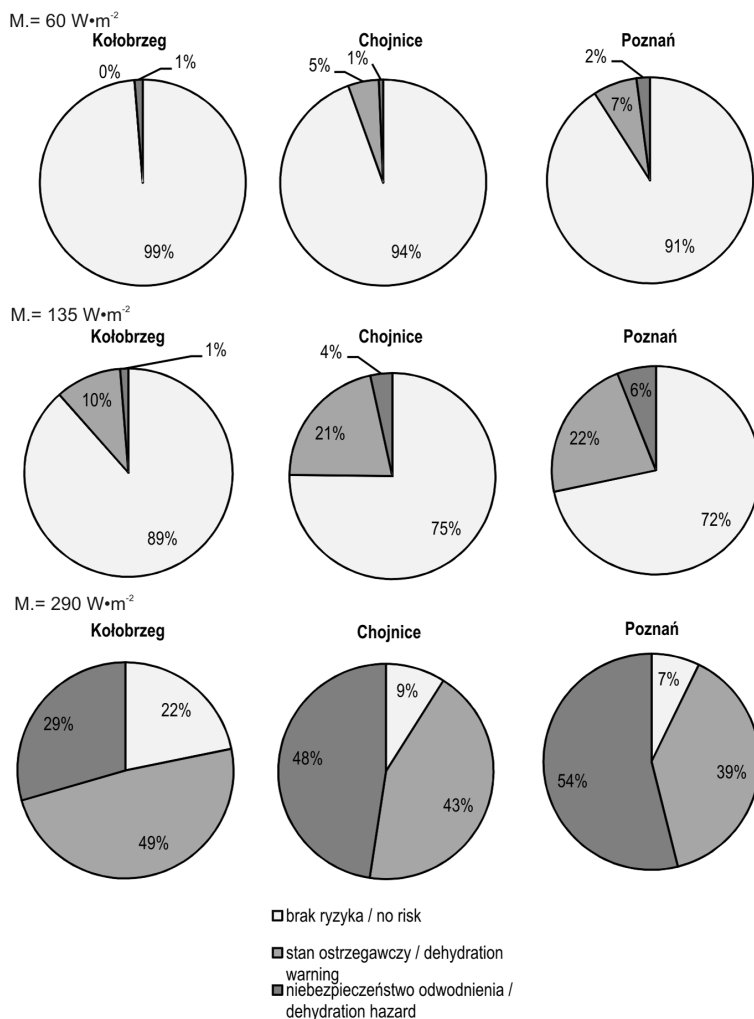 M.= 60 W•m⁻²
Kołobrzeg
Chojnice
Poznań
0%
1%
99%
5%
1%
94%
2%
7%
91%
M.= 135 W•m⁻²
Kołobrzeg
Chojnice
Poznań
1%
10%
89%
4%
21%
75%
6%
22%
72%
M.= 290 W•m⁻²
Kołobrzeg
Chojnice
Poznań
29%
22%
49%
9%
48%
43%
7%
54%
39%
brak ryzyka / no risk
stan ostrzegawczy / dehydration
warning
niebezpieczeństwo odwodnienia /
dehydration hazard